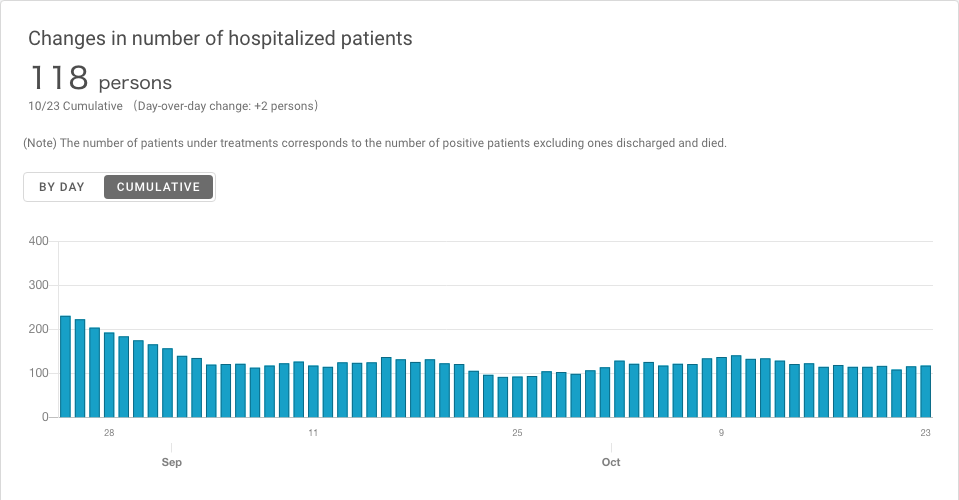 Changes in number of hospitalized patients
118 persons
10/23 Cumulative （Day-over-day change: +2 persons）
(Note) The number of patients under treatments corresponds to the number of positive patients excluding ones discharged and died.
BY DAY CUMULATIVE
400
300
200
100
0
28 11 25 9 23
Sep Oct